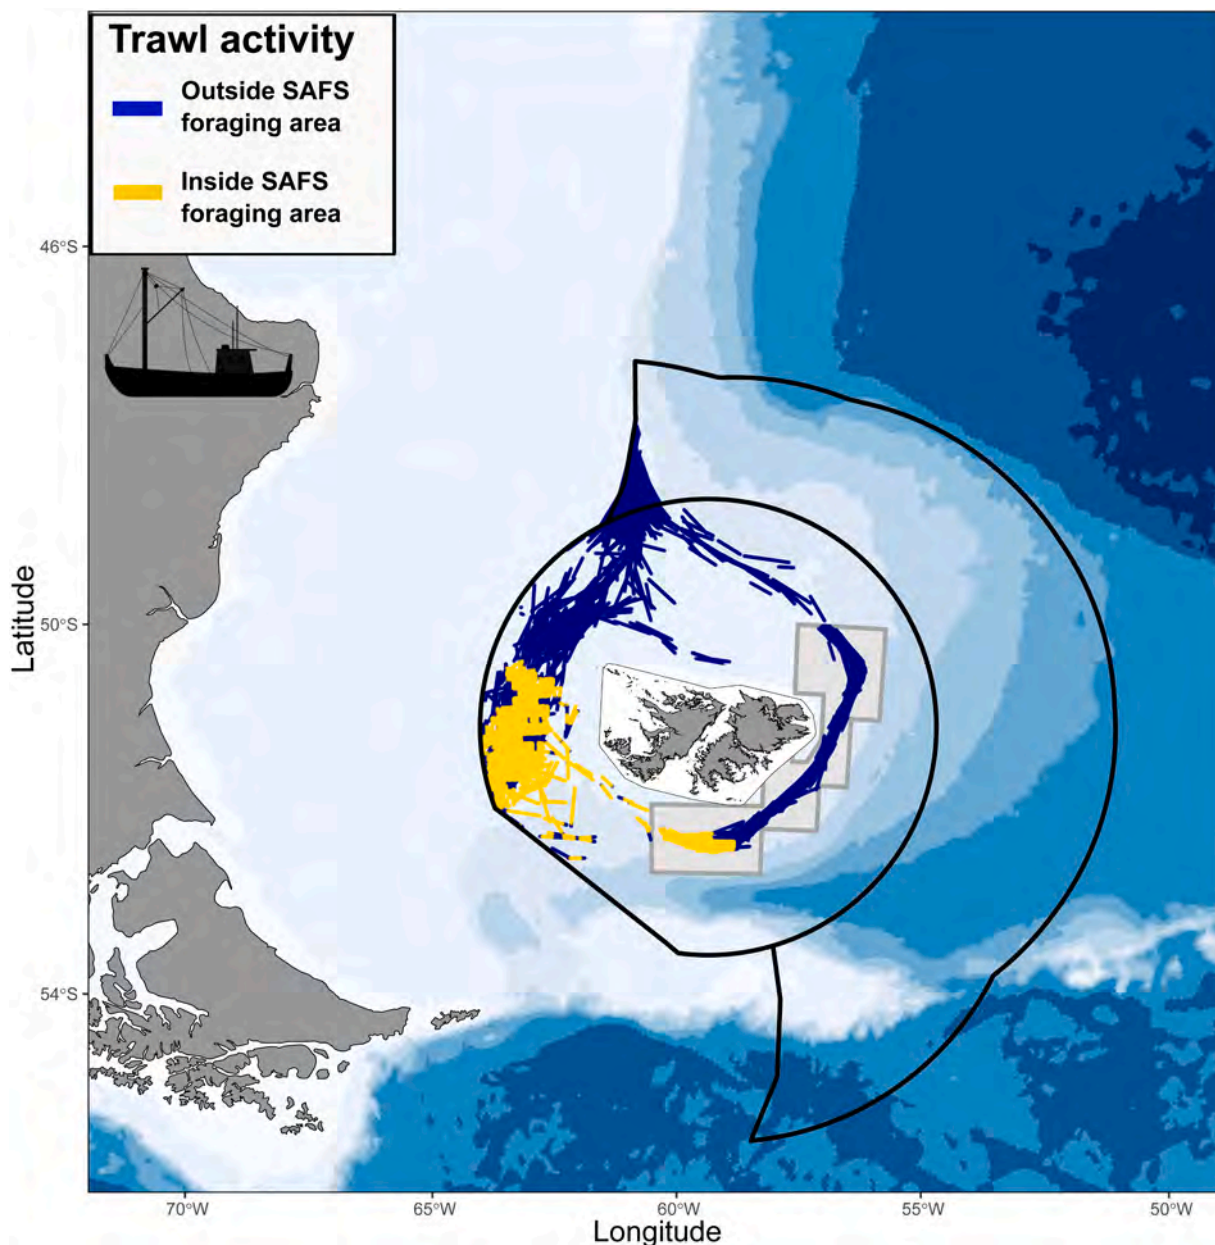 Trawl activity
Outside SAFS
foraging area
Inside SAFS
foraging area
46°S
50°S
54°S
Latitude
70°W
65°W
60°W
55°W
50°W
Longitude